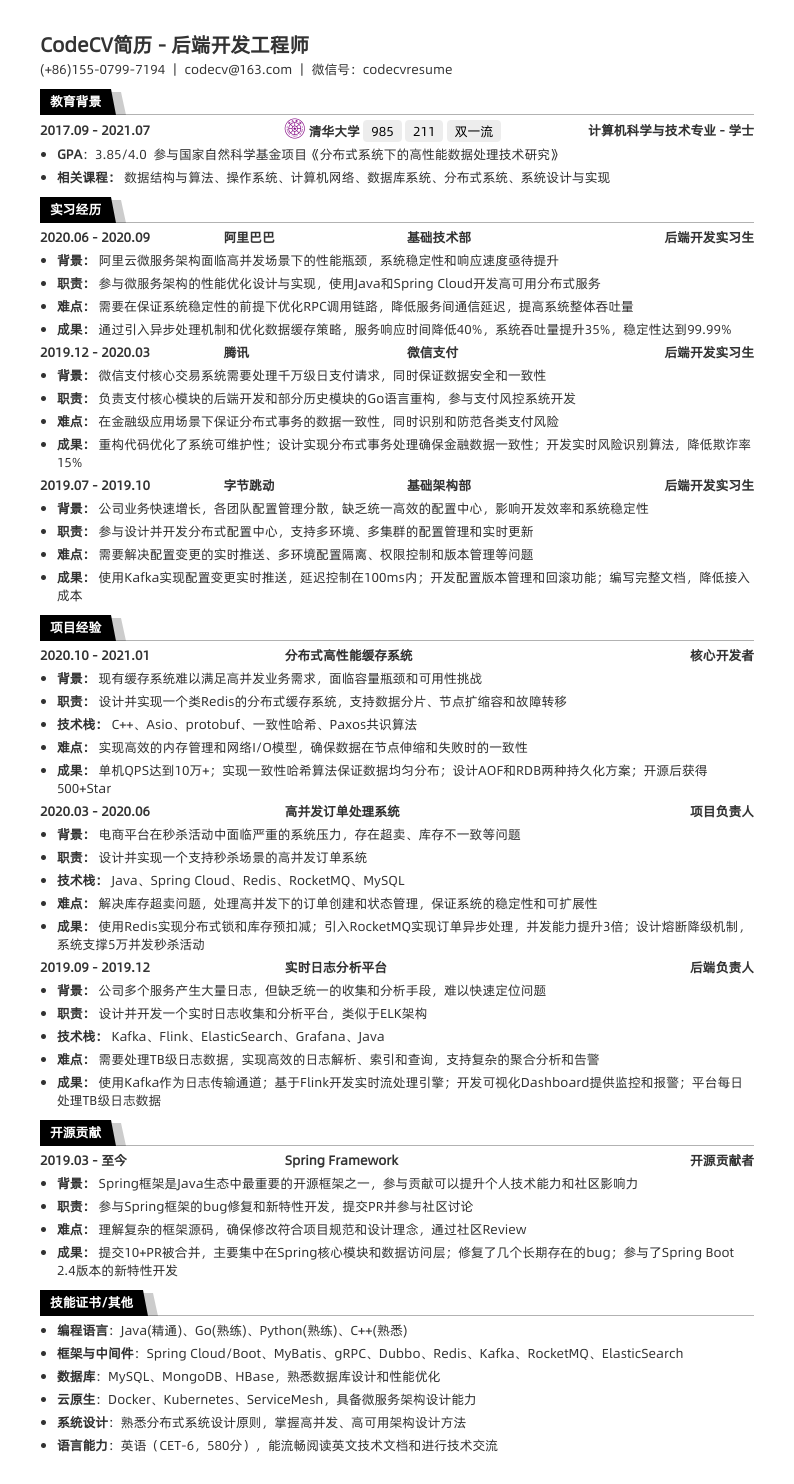 CodeCV简历 - 后端开发工程师
(+86)155-0799-7194 | codecv@163.com | 微信号：codecvresume
教育背景
2017.09 - 2021.07 清华大学 985 211 双一流 计算机科学与技术专业 - 学士
GPA：3.85/4.0 参与国家自然科学基金项目《分布式系统下的高性能数据处理技术研究》
相关课程： 数据结构与算法、操作系统、计算机网络、数据库系统、分布式系统、系统设计与实现
实习经历
2020.06 - 2020.09 阿里巴巴 基础技术部 后端开发实习生
背景： 阿里云微服务架构面临高并发场景下的性能瓶颈，系统稳定性和响应速度亟待提升
职责： 参与微服务架构的性能优化设计与实现，使用Java和Spring Cloud开发高可用分布式服务
难点： 需要在保证系统稳定性的前提下优化RPC调用链路，降低服务间通信延迟，提高系统整体吞吐量
成果： 通过引入异步处理机制和优化数据缓存策略，服务响应时间降低40%，系统吞吐量提升35%，稳定性达到99.99%
2019.12 - 2020.03 腾讯 微信支付 后端开发实习生
背景： 微信支付核心交易系统需要处理千万级日支付请求，同时保证数据安全和一致性
职责： 负责支付核心模块的后端开发和部分历史模块的Go语言重构，参与支付风控系统开发
难点： 在金融级应用场景下保证分布式事务的数据一致性，同时识别和防范各类支付风险
成果： 重构代码优化了系统可维护性；设计实现分布式事务处理确保金融数据一致性；开发实时风险识别算法，降低欺诈率
15%
2019.07 - 2019.10 字节跳动 基础架构部 后端开发实习生
背景： 公司业务快速增长，各团队配置管理分散，缺乏统一高效的配置中心，影响开发效率和系统稳定性
职责： 参与设计并开发分布式配置中心，支持多环境、多集群的配置管理和实时更新
难点： 需要解决配置变更的实时推送、多环境配置隔离、权限控制和版本管理等问题
成果： 使用Kafka实现配置变更实时推送，延迟控制在100ms内；开发配置版本管理和回滚功能；编写完整文档，降低接入
成本
项目经验
2020.10 - 2021.01 分布式高性能缓存系统 核心开发者
背景： 现有缓存系统难以满足高并发业务需求，面临容量瓶颈和可用性挑战
职责： 设计并实现一个类Redis的分布式缓存系统，支持数据分片、节点扩缩容和故障转移
技术栈： C++、Asio、protobuf、一致性哈希、Paxos共识算法
难点： 实现高效的内存管理和网络I/O模型，确保数据在节点伸缩和失败时的一致性
成果： 单机QPS达到10万+；实现一致性哈希算法保证数据均匀分布；设计AOF和RDB两种持久化方案；开源后获得
500+Star
2020.03 - 2020.06 高并发订单处理系统 项目负责人
背景： 电商平台在秒杀活动中面临严重的系统压力，存在超卖、库存不一致等问题
职责： 设计并实现一个支持秒杀场景的高并发订单系统
技术栈： Java、Spring Cloud、Redis、RocketMQ、MySQL
难点： 解决库存超卖问题，处理高并发下的订单创建和状态管理，保证系统的稳定性和可扩展性
成果： 使用Redis实现分布式锁和库存预扣减；引入RocketMQ实现订单异步处理，并发能力提升3倍；设计熔断降级机制，
系统支撑5万并发秒杀活动
2019.09 - 2019.12 实时日志分析平台 后端负责人
背景： 公司多个服务产生大量日志，但缺乏统一的收集和分析手段，难以快速定位问题
职责： 设计并开发一个实时日志收集和分析平台，类似于ELK架构
技术栈： Kafka、Flink、ElasticSearch、Grafana、Java
难点： 需要处理TB级日志数据，实现高效的日志解析、索引和查询，支持复杂的聚合分析和告警
成果： 使用Kafka作为日志传输通道；基于Flink开发实时流处理引擎；开发可视化Dashboard提供监控和报警；平台每日
处理TB级日志数据
开源贡献
2019.03 - 至今 Spring Framework 开源贡献者
背景： Spring框架是Java生态中最重要的开源框架之一，参与贡献可以提升个人技术能力和社区影响力
职责： 参与Spring框架的bug修复和新特性开发，提交PR并参与社区讨论
难点： 理解复杂的框架源码，确保修改符合项目规范和设计理念，通过社区Review
成果： 提交10+PR被合并，主要集中在Spring核心模块和数据访问层；修复了几个长期存在的bug；参与了Spring Boot
2.4版本的新特性开发
技能证书/其他
编程语言：Java(精通)、Go(熟练)、Python(熟练)、C++(熟悉)
框架与中间件：Spring Cloud/Boot、MyBatis、gRPC、Dubbo、Redis、Kafka、RocketMQ、ElasticSearch
数据库：MySQL、MongoDB、HBase，熟悉数据库设计和性能优化
云原生：Docker、Kubernetes、ServiceMesh，具备微服务架构设计能力
系统设计：熟悉分布式系统设计原则，掌握高并发、高可用架构设计方法
语言能力：英语（CET-6，580分），能流畅阅读英文技术文档和进行技术交流